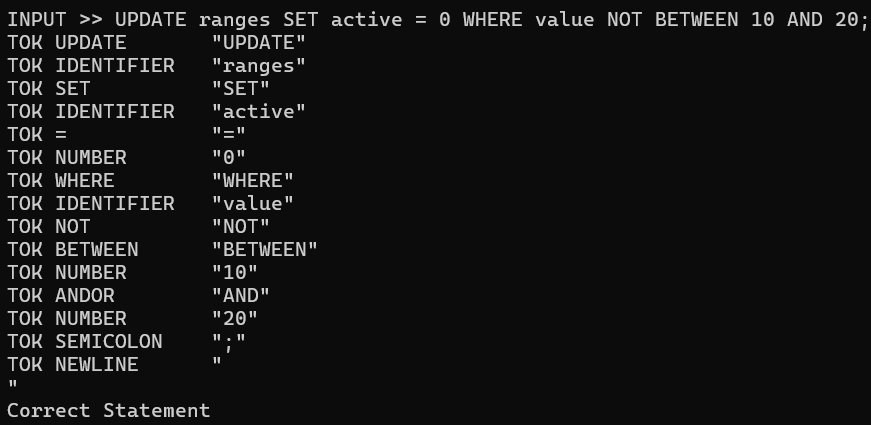 INPUT >> UPDATE ranges SET active = 0 WHERE value NOT BETWEEN 10 AND 20;
TOK UPDATE       "UPDATE"
TOK IDENTIFIER   "ranges"
TOK SET          "SET"
TOK IDENTIFIER   "active"
TOK =            "="
TOK NUMBER       "0"
TOK WHERE        "WHERE"
TOK IDENTIFIER   "value"
TOK NOT          "NOT"
TOK BETWEEN      "BETWEEN"
TOK NUMBER       "10"
TOK ANDOR        "AND"
TOK NUMBER       "20"
TOK SEMICOLON    ";"
TOK NEWLINE      "
"
Correct Statement